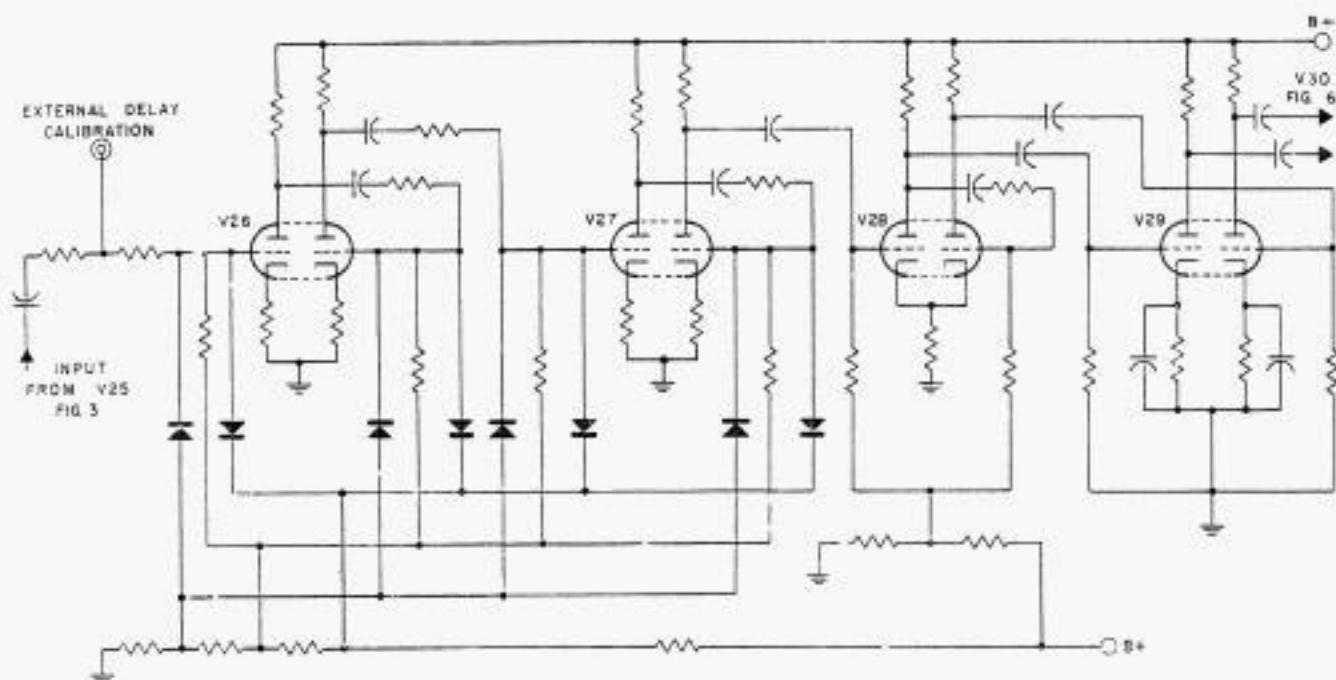 B+
V30
FIG. 6
EXTERNAL DELAY
CALIBRATION
V26
V27
V28
V29
INPUT
FROM V25
FIG. 3
B+